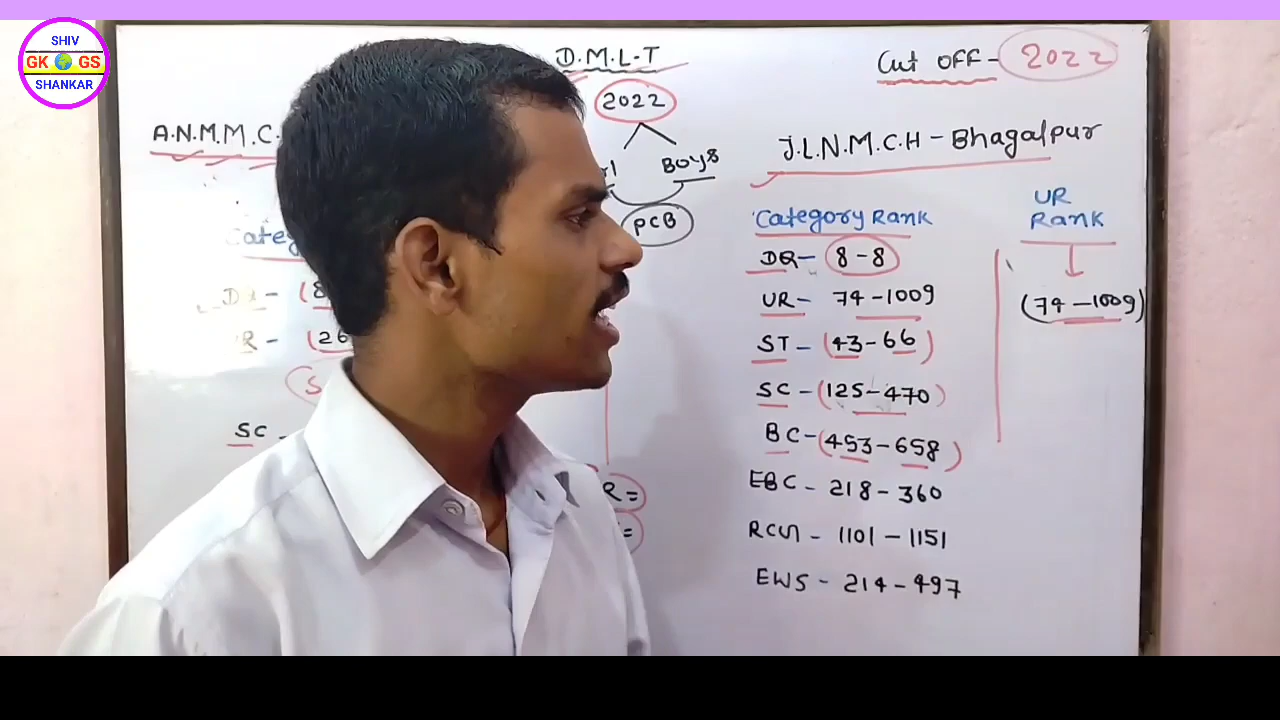 SHIV
GK GS
SHANKAR
D.M.L.T
2022
Boys
PCB
Cut OFF - 2022
A.N.M.M.C.
SC -
R =
=
J.L.N.M.C.H - Bhagalpur
Category Rank
DQ - 8 - 8
UR - 74 - 1009
ST - (43 - 66)
SC - (125 - 470)
BC - (453 - 658)
EBC - 218 - 360
RCG - 1101 - 1151
EWS - 214 - 497
UR
Rank
(74 - 1009)